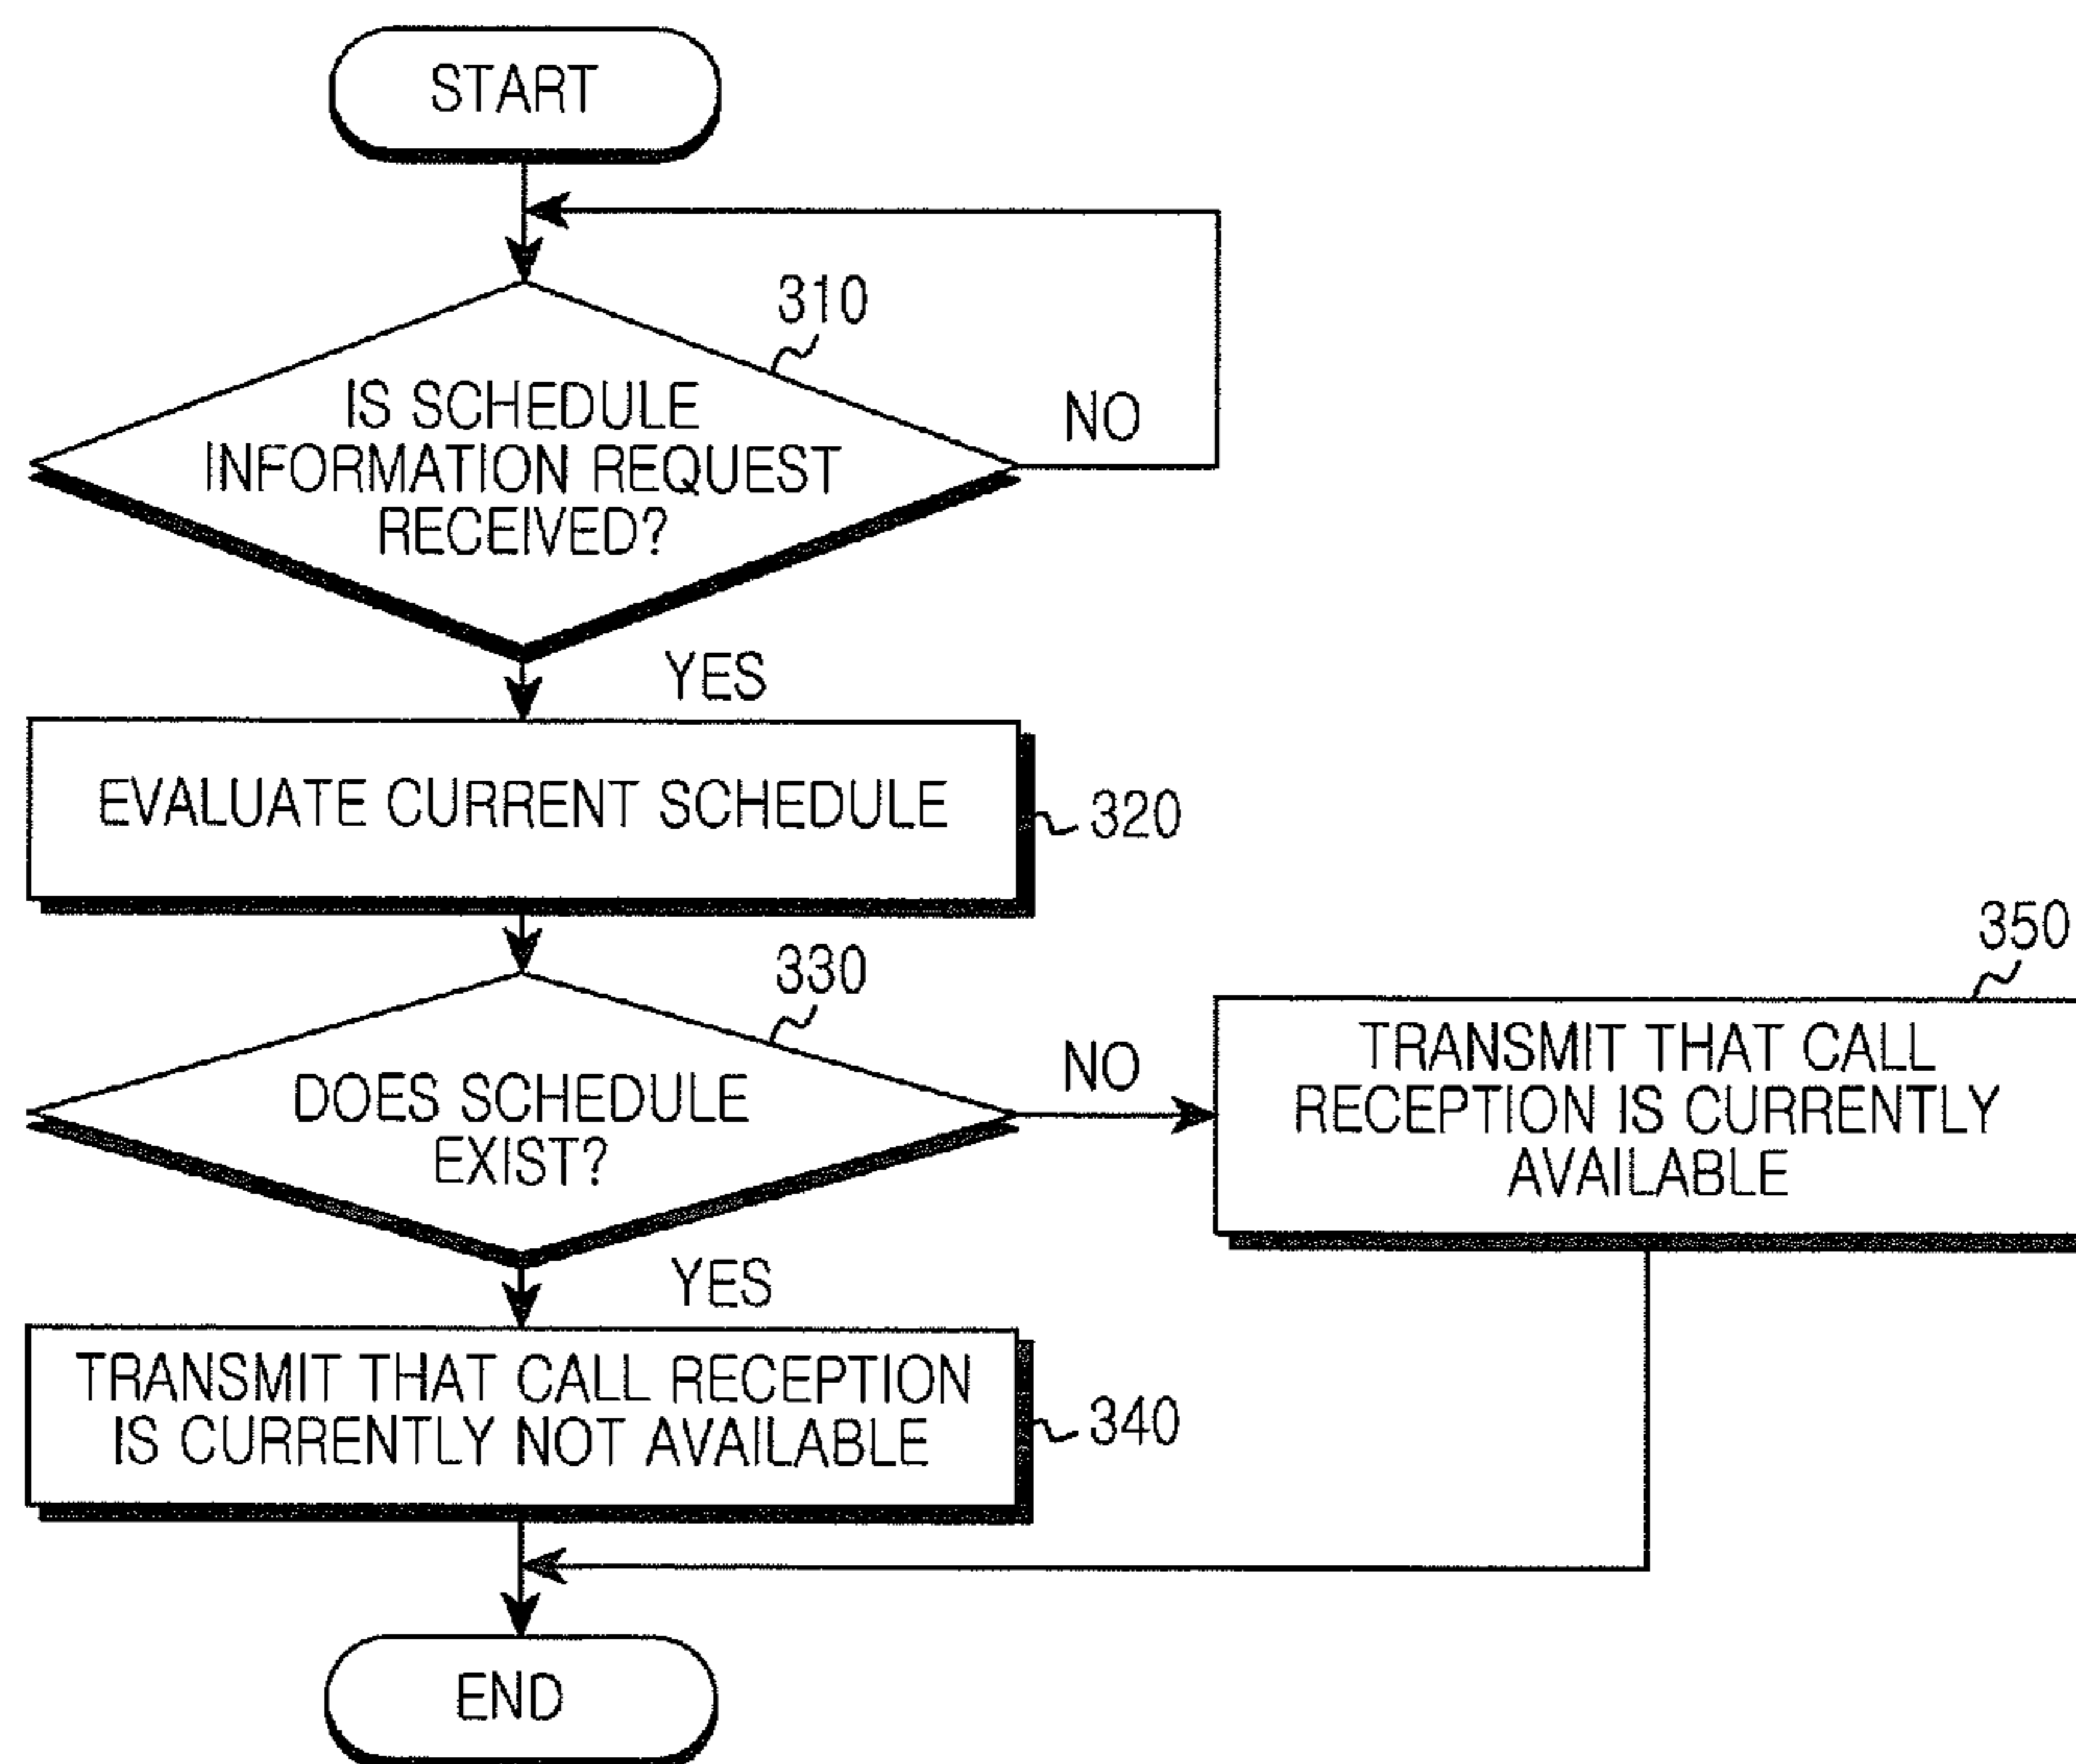 START
310
IS SCHEDULE
INFORMATION REQUEST
RECEIVED?
NO
YES
EVALUATE CURRENT SCHEDULE
320
330
DOES SCHEDULE
EXIST?
NO
350
TRANSMIT THAT CALL
RECEPTION IS CURRENTLY
AVAILABLE
YES
TRANSMIT THAT CALL RECEPTION
IS CURRENTLY NOT AVAILABLE
340
END